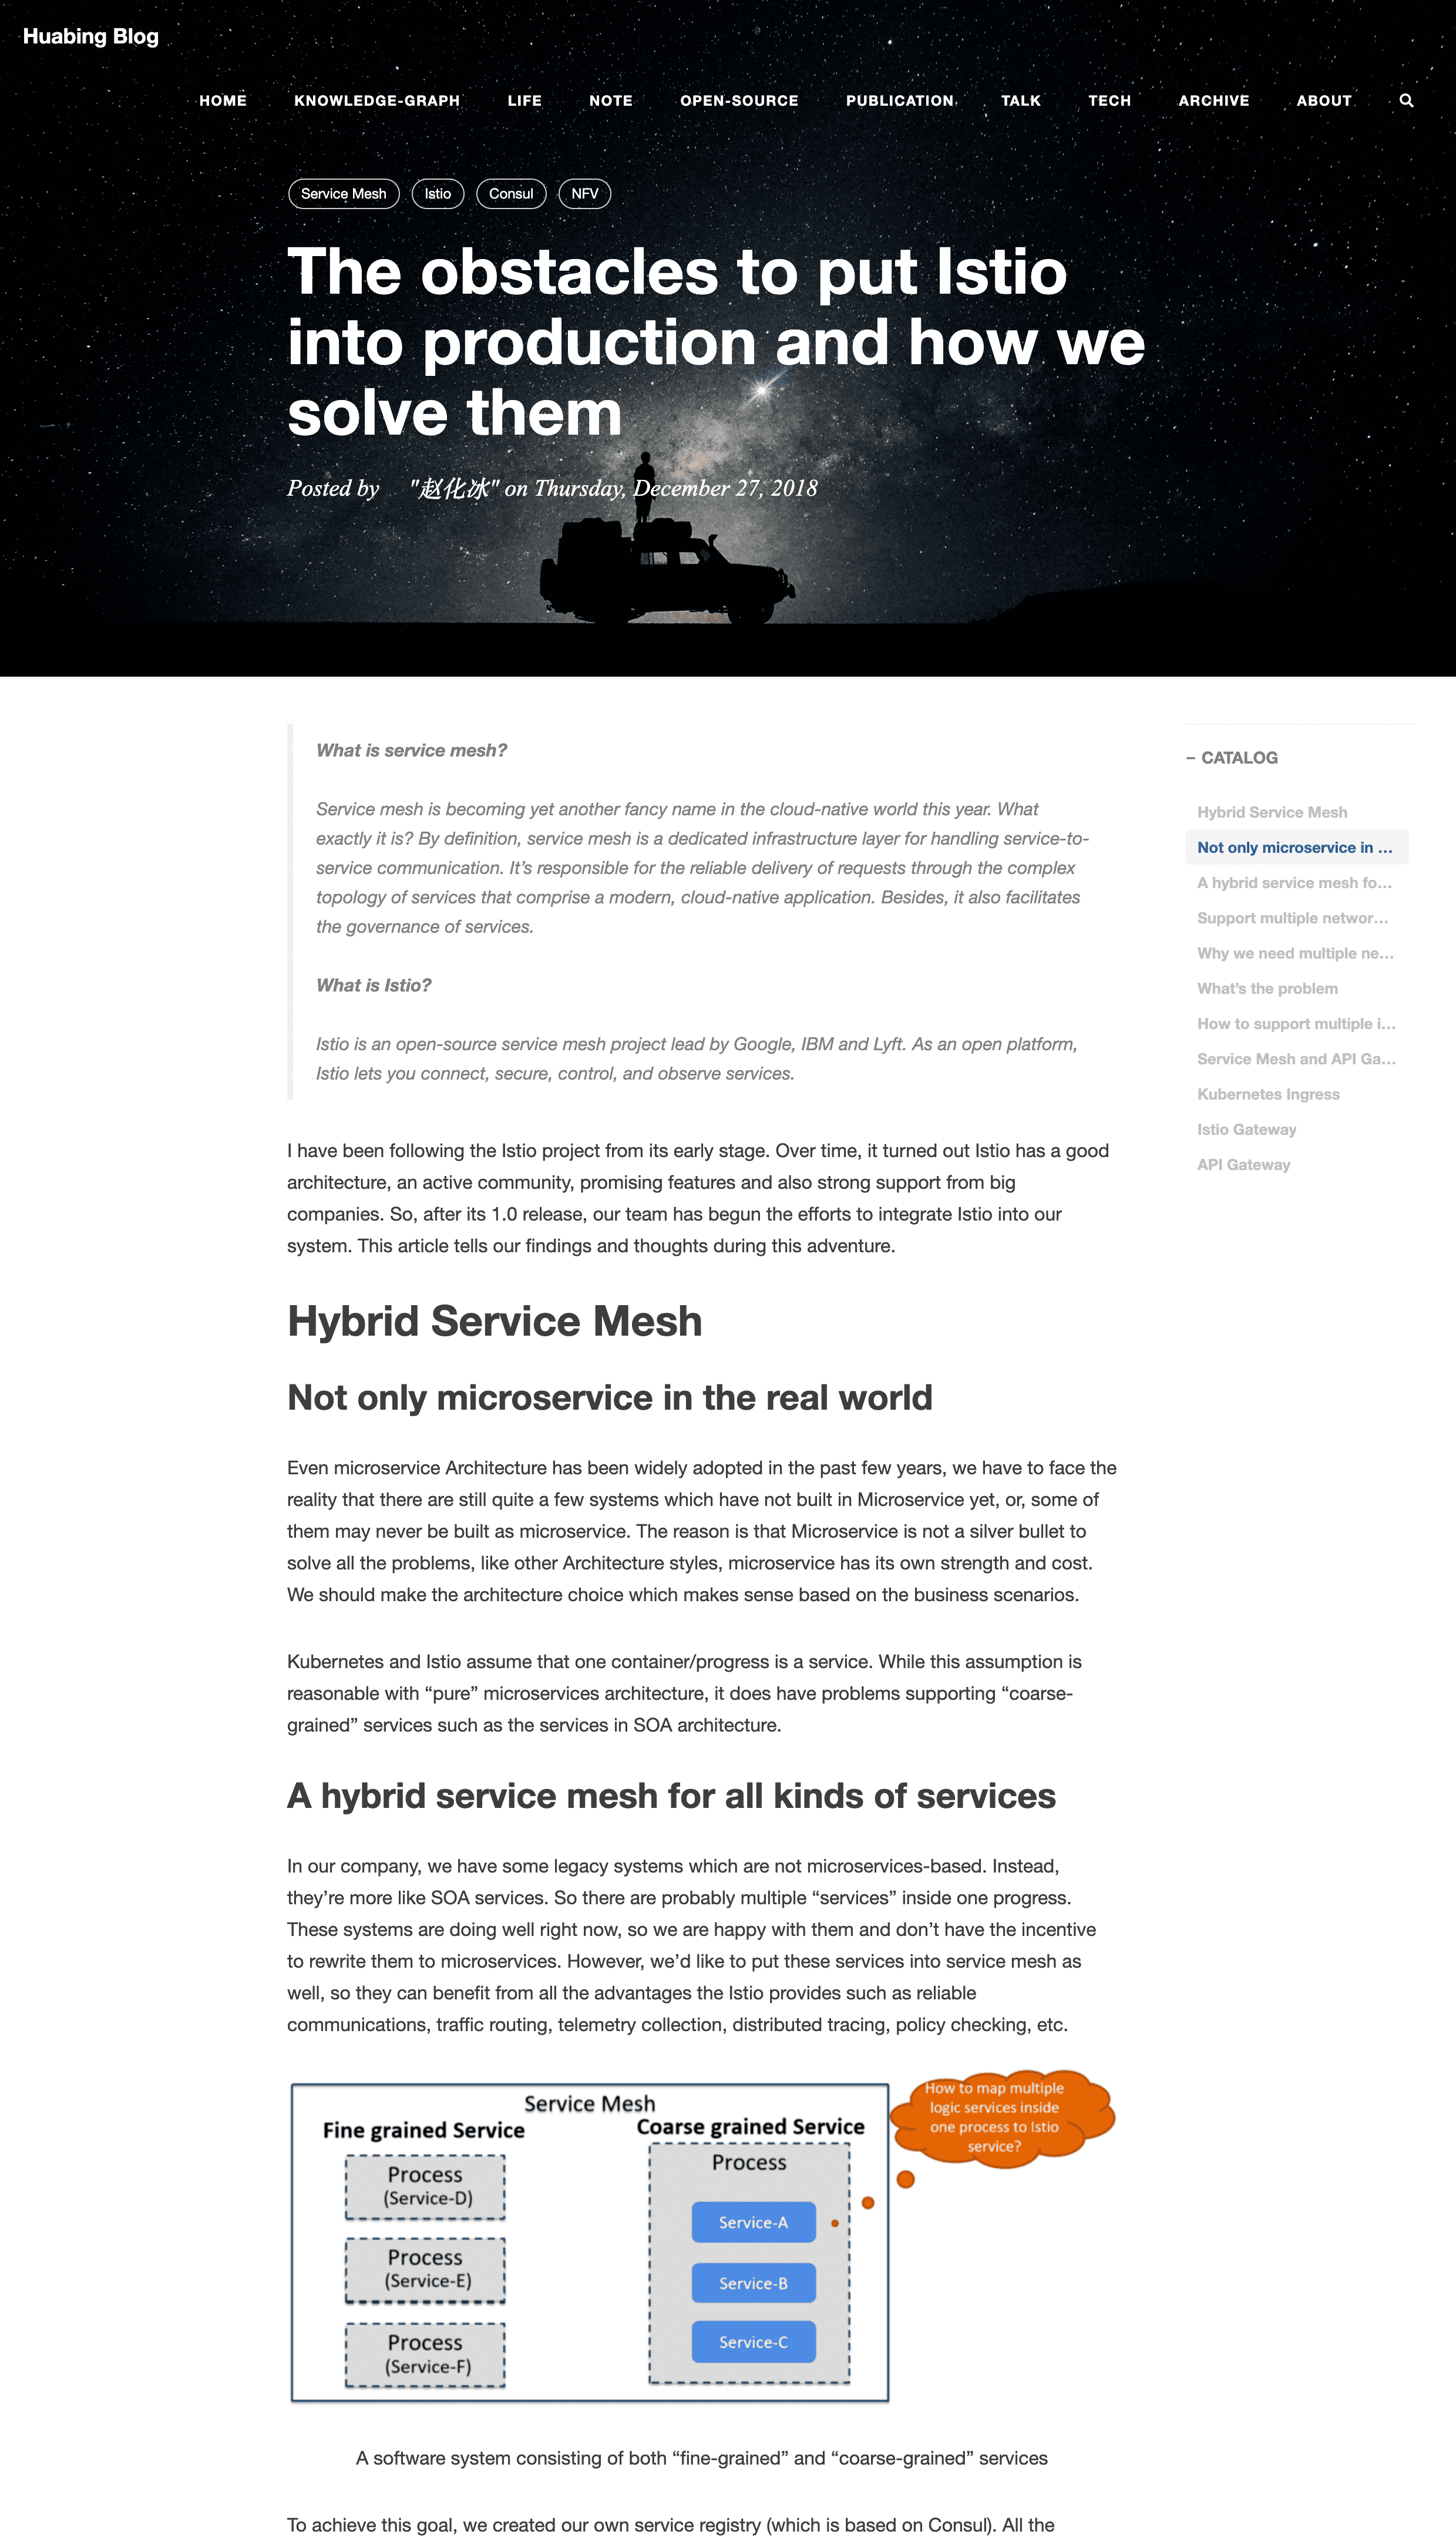 Huabing Blog
HOME KNOWLEDGE-GRAPH LIFE NOTE OPEN-SOURCE PUBLICATION TALK TECH ARCHIVE ABOUT
Service Mesh Istio Consul NFV
The obstacles to put Istio
into production and how we
solve them
Posted by "赵化冰" on Thursday, December 27, 2018
What is service mesh?
Service mesh is becoming yet another fancy name in the cloud-native world this year. What
exactly it is? By definition, service mesh is a dedicated infrastructure layer for handling service-to-
service communication. It’s responsible for the reliable delivery of requests through the complex
topology of services that comprise a modern, cloud-native application. Besides, it also facilitates
the governance of services.
What is Istio?
Istio is an open-source service mesh project lead by Google, IBM and Lyft. As an open platform,
Istio lets you connect, secure, control, and observe services.
– CATALOG
Hybrid Service Mesh
Not only microservice in ...
A hybrid service mesh fo...
Support multiple networ...
Why we need multiple ne...
What’s the problem
How to support multiple i...
Service Mesh and API Ga...
Kubernetes Ingress
Istio Gateway
API Gateway
I have been following the Istio project from its early stage. Over time, it turned out Istio has a good
architecture, an active community, promising features and also strong support from big
companies. So, after its 1.0 release, our team has begun the efforts to integrate Istio into our
system. This article tells our findings and thoughts during this adventure.
Hybrid Service Mesh
Not only microservice in the real world
Even microservice Architecture has been widely adopted in the past few years, we have to face the
reality that there are still quite a few systems which have not built in Microservice yet, or, some of
them may never be built as microservice. The reason is that Microservice is not a silver bullet to
solve all the problems, like other Architecture styles, microservice has its own strength and cost.
We should make the architecture choice which makes sense based on the business scenarios.
Kubernetes and Istio assume that one container/progress is a service. While this assumption is
reasonable with “pure” microservices architecture, it does have problems supporting “coarse-
grained” services such as the services in SOA architecture.
A hybrid service mesh for all kinds of services
In our company, we have some legacy systems which are not microservices-based. Instead,
they’re more like SOA services. So there are probably multiple “services” inside one progress.
These systems are doing well right now, so we are happy with them and don’t have the incentive
to rewrite them to microservices. However, we’d like to put these services into service mesh as
well, so they can benefit from all the advantages the Istio provides such as reliable
communications, traffic routing, telemetry collection, distributed tracing, policy checking, etc.
Service Mesh
Fine grained Service
Process
(Service-D)
Process
(Service-E)
Process
(Service-F)
Coarse grained Service
Process
Service-A
Service-B
Service-C
How to map multiple
logic services inside
one process to Istio
service?
A software system consisting of both “fine-grained” and “coarse-grained” services
To achieve this goal, we created our own service registry (which is based on Consul). All the